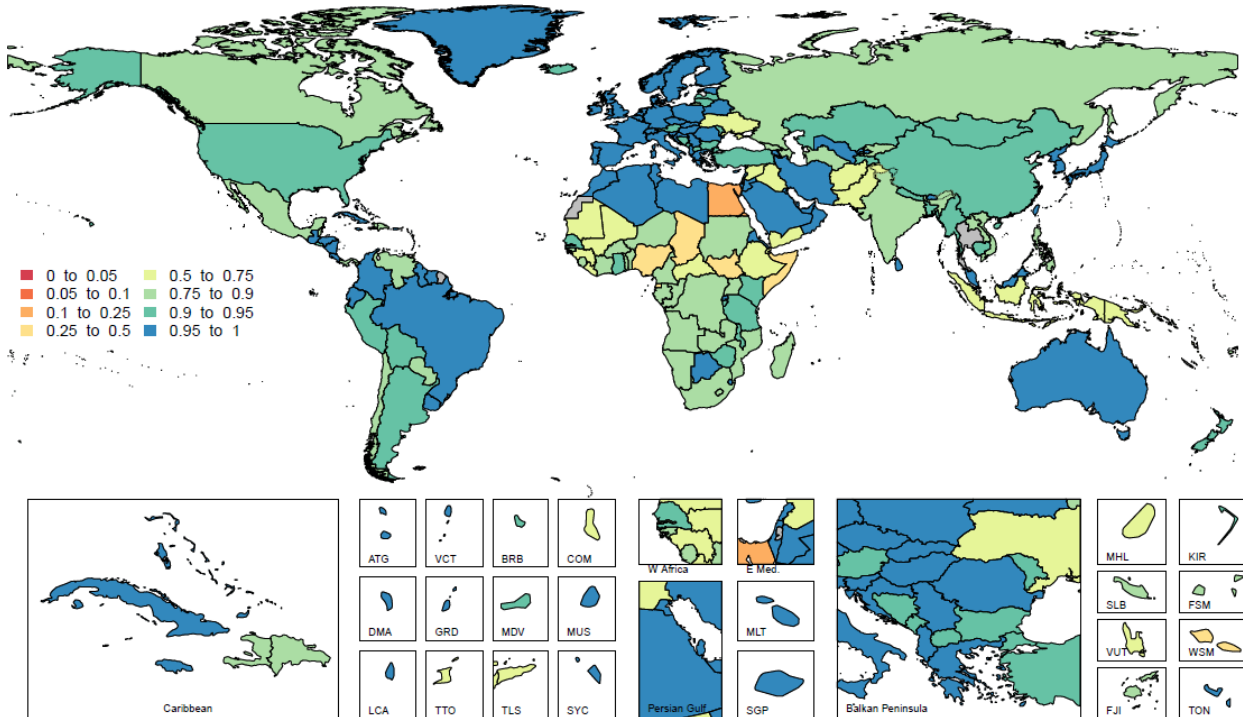 0 to 0.05
0.05 to 0.1
0.1 to 0.25
0.25 to 0.5
0.5 to 0.75
0.75 to 0.9
0.9 to 0.95
0.95 to 1
Caribbean
ATG
VCT
BRB
COM
DMA
GRD
MDV
MUS
LCA
TTO
TLS
SYC
W Africa
E Med.
Persian Gulf
MLT
SGP
Balkan Peninsula
MHL
KIR
SLB
FSM
VUT
WSM
FJI
TON